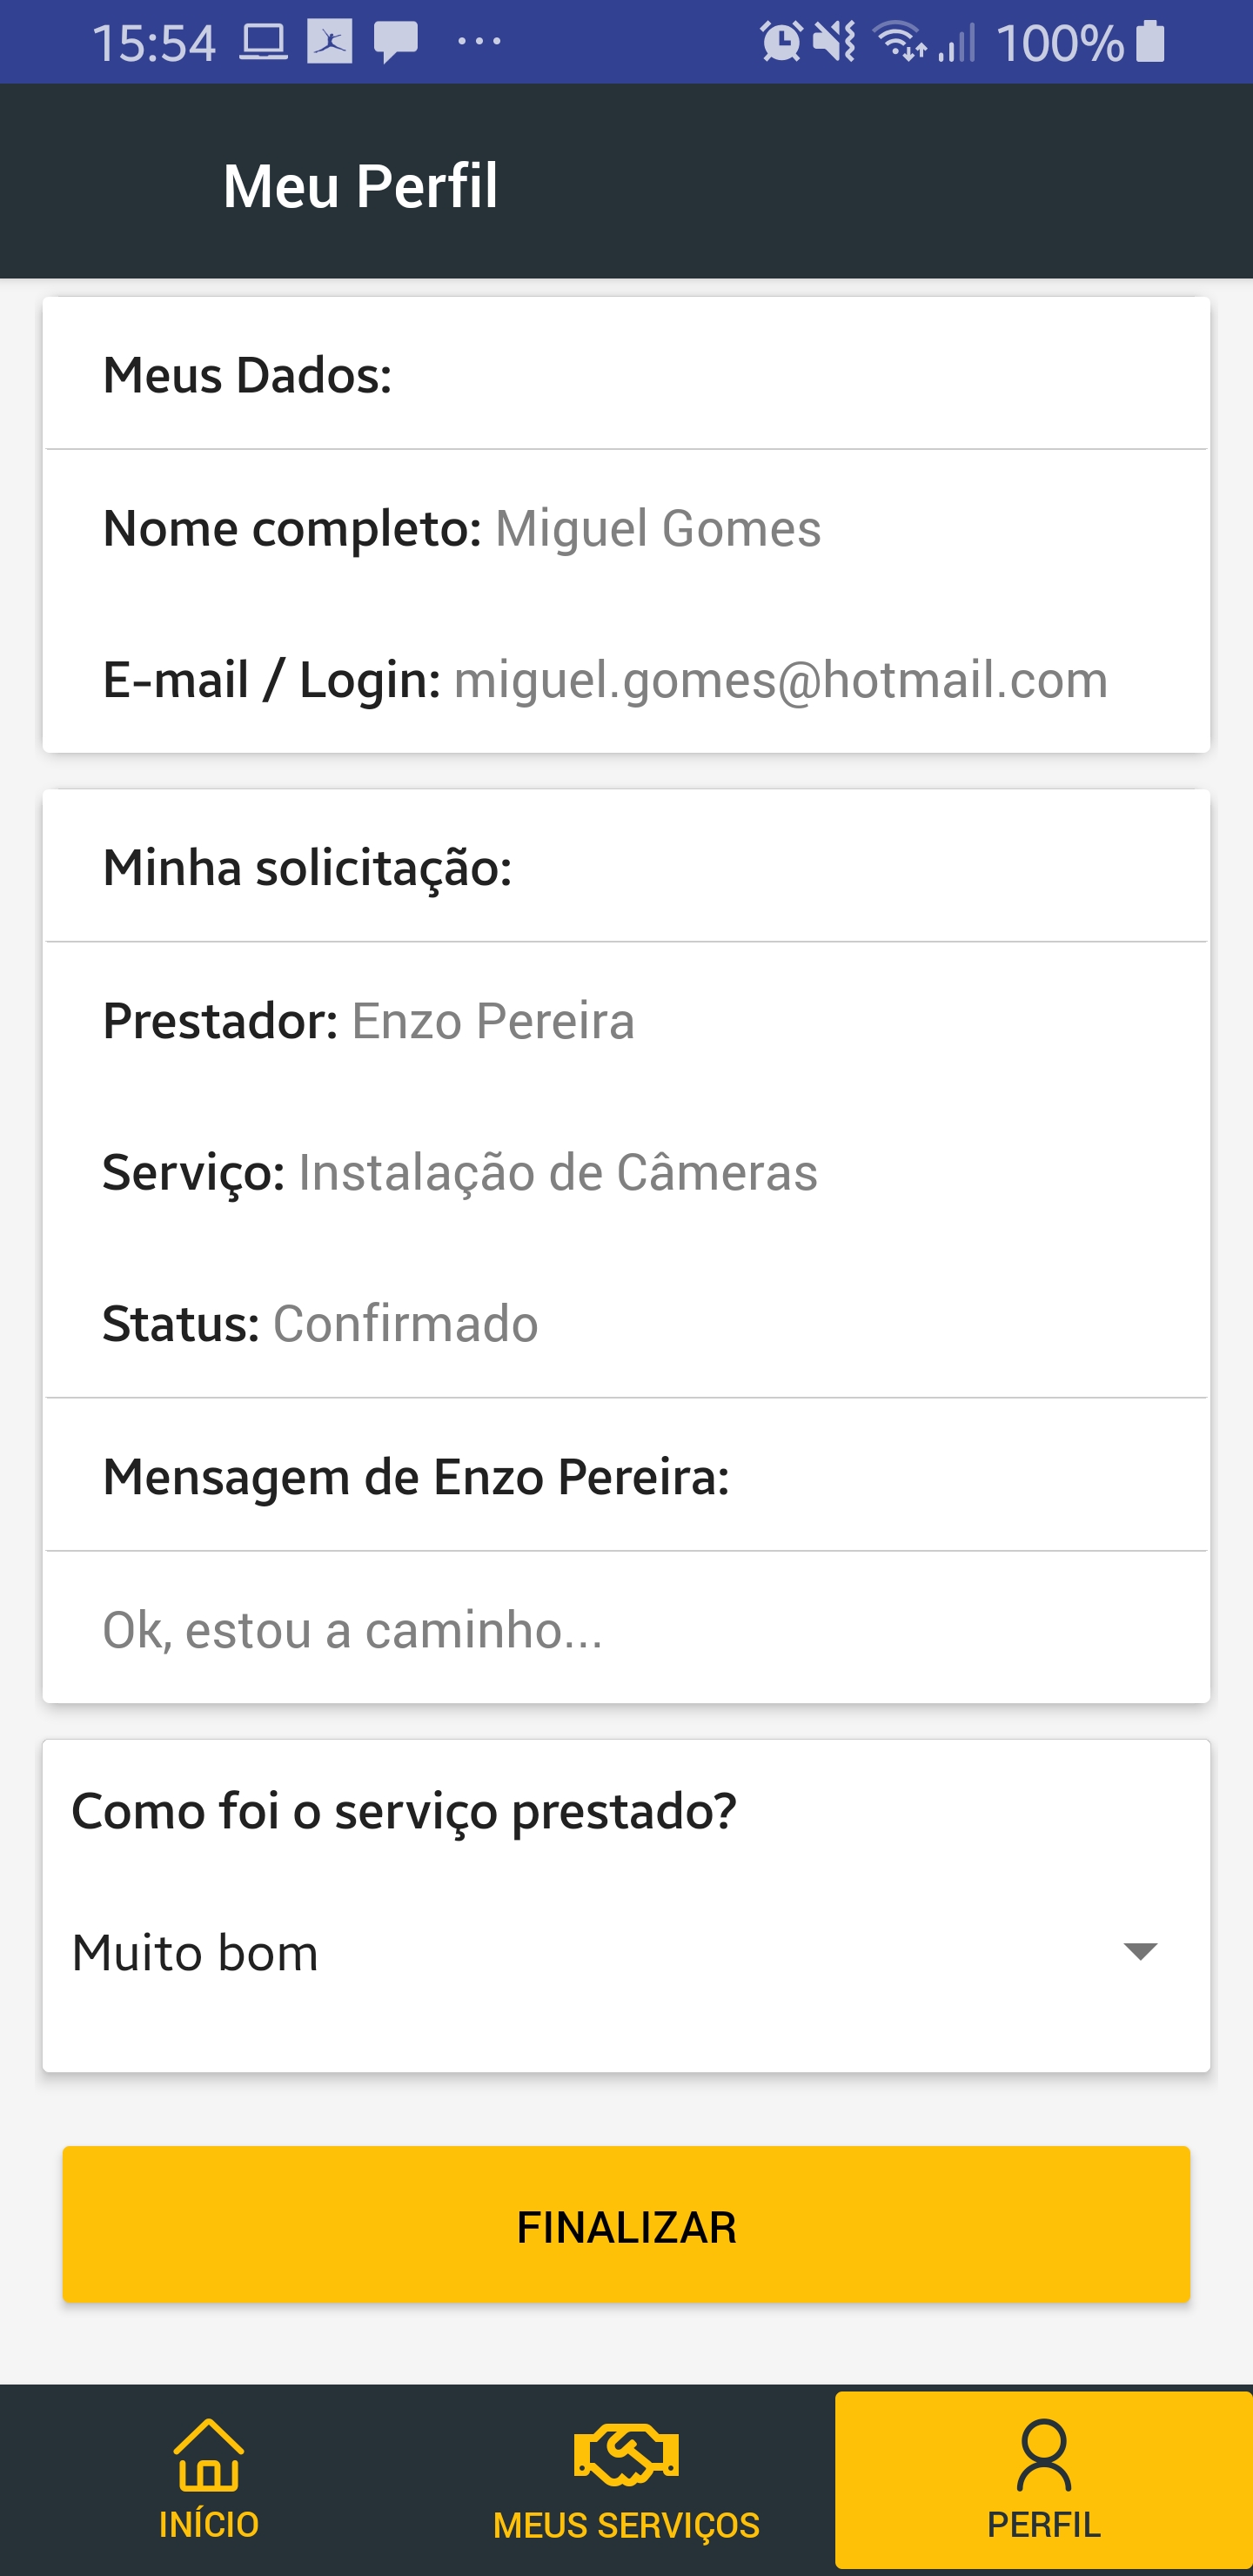 15:54
100%
Meu Perfil
Meus Dados:
Nome completo: Miguel Gomes
E-mail / Login: miguel.gomes@hotmail.com
Minha solicitação:
Prestador: Enzo Pereira
Serviço: Instalação de Câmeras
Status: Confirmado
Mensagem de Enzo Pereira:
Ok, estou a caminho...
Como foi o serviço prestado?
Muito bom
FINALIZAR
INÍCIO
MEUS SERVIÇOS
PERFIL